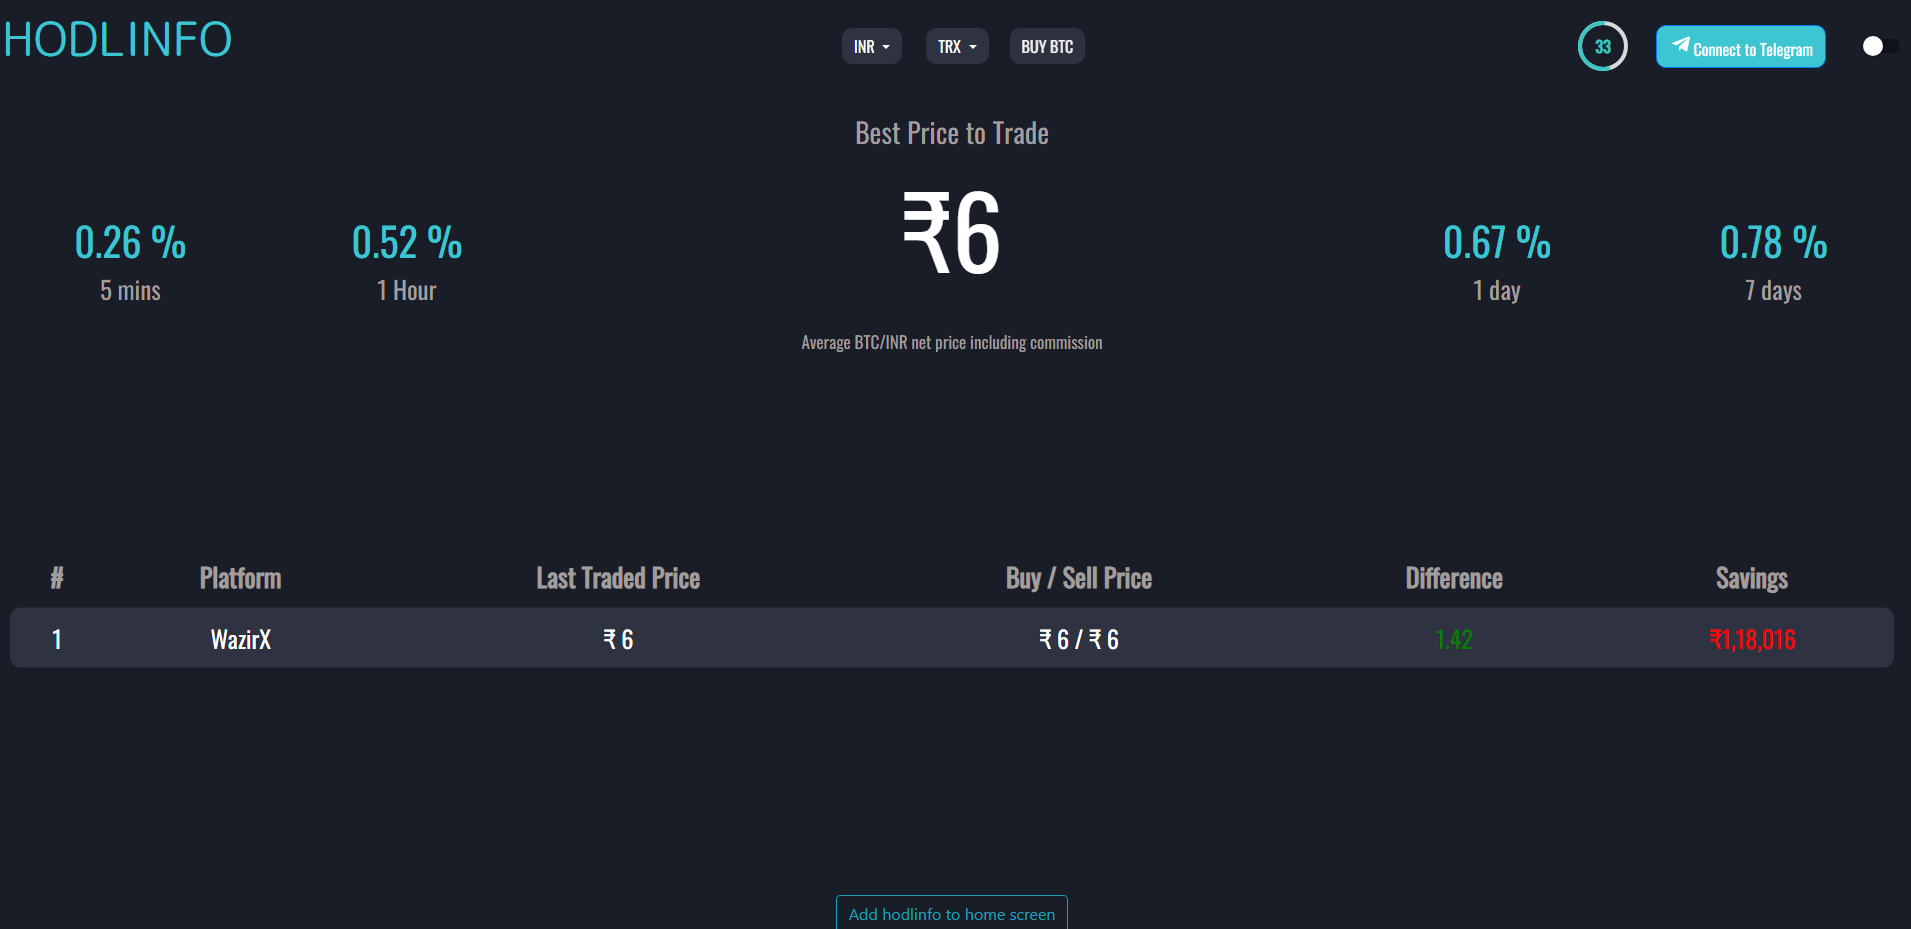 HODLINFO
INR TRX BUY BTC
33 Connect to Telegram
Best Price to Trade
0.26 % 0.52 % ₹6 0.67 % 0.78 %
5 mins 1 Hour 1 day 7 days
Average BTC/INR net price including commission
# Platform Last Traded Price Buy / Sell Price Difference Savings
1 WazirX ₹ 6 ₹ 6 / ₹ 6 1.42 ₹1,18,016
Add hodlinfo to home screen